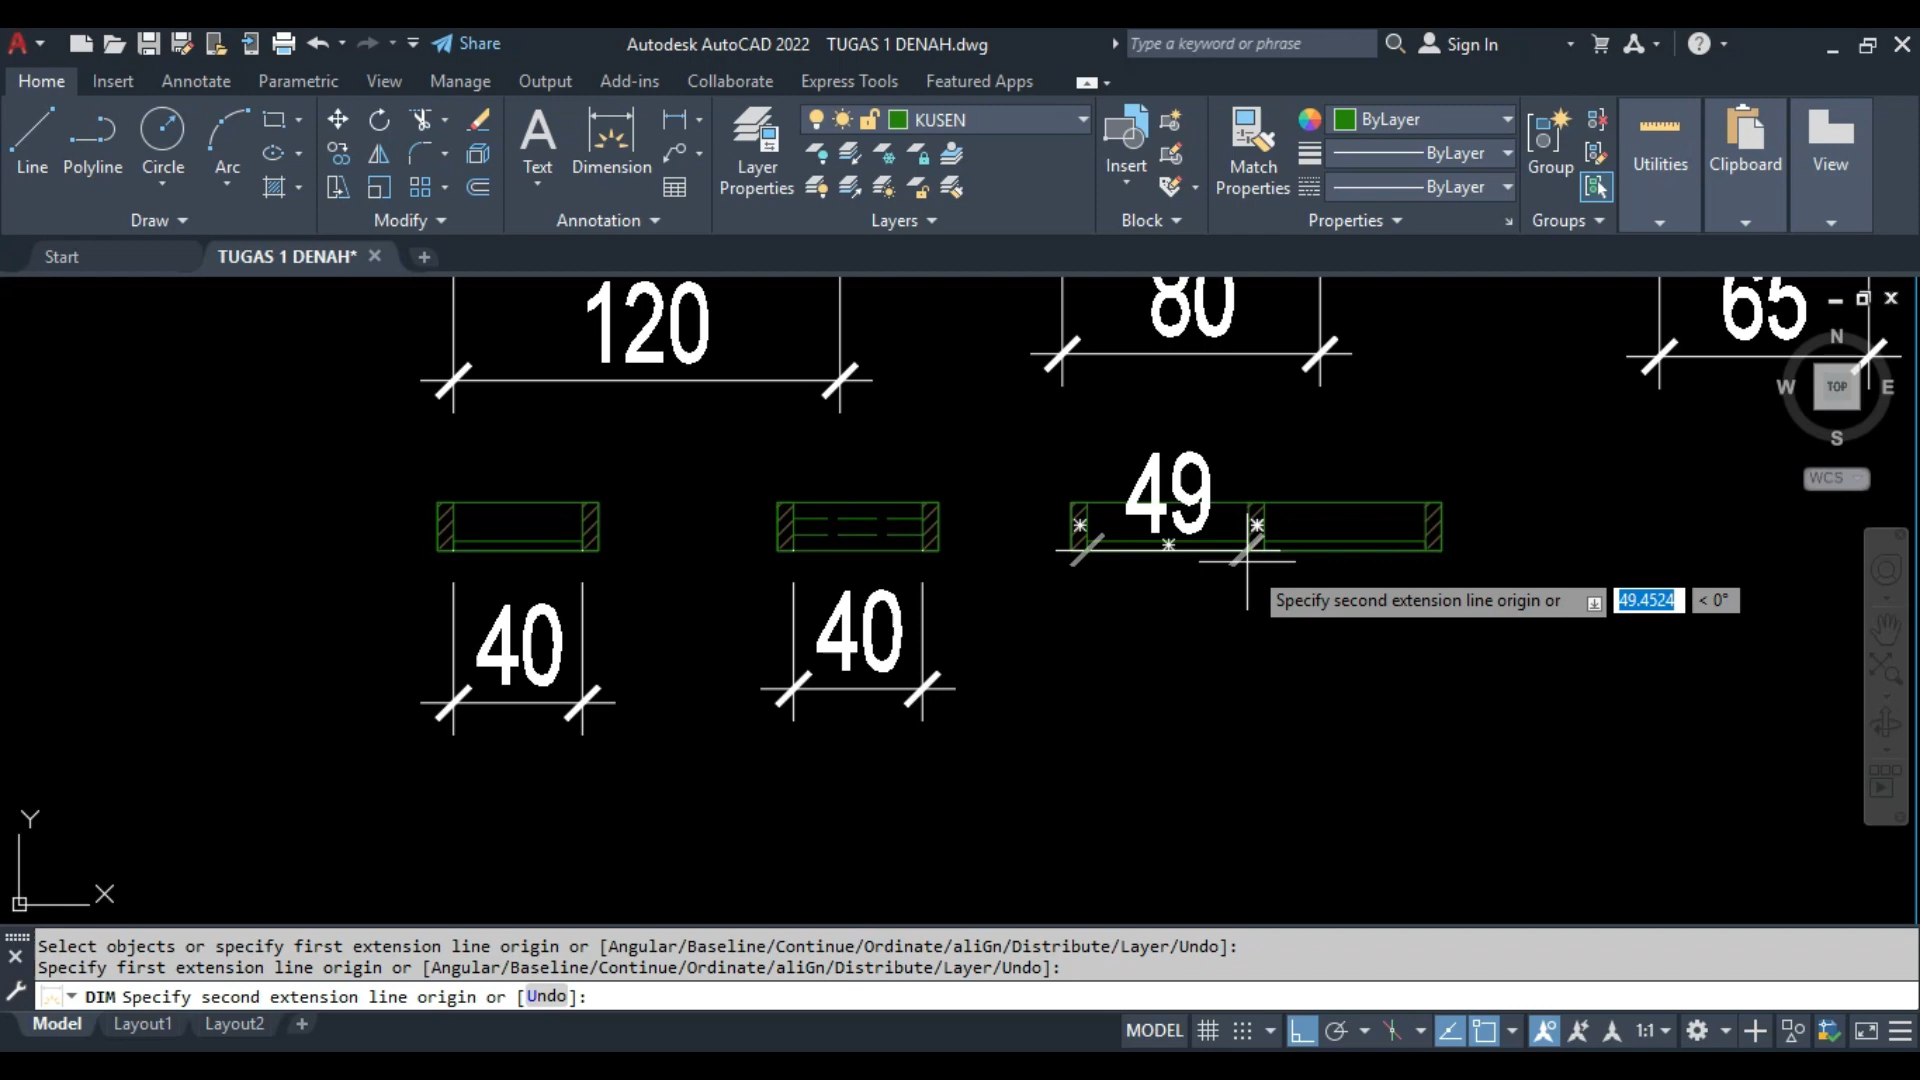 Share
Autodesk AutoCAD 2022 TUGAS 1 DENAH.dwg
Type a keyword or phrase
Sign In
Home Insert Annotate Parametric View Manage Output Add-ins Collaborate Express Tools Featured Apps
KUSEN
ByLayer
ByLayer
ByLayer
Line Polyline Circle Arc
Text Dimension
Layer Properties
Insert
Match Properties
Group
Utilities
Clipboard
View
Draw Modify Annotation Layers Block Properties Groups
Start TUGAS 1 DENAH*
120 80 65
N
W TOP E
S
WCS
49
40 40
Specify second extension line origin or 49.4524 < 0°
Y
X
Select objects or specify first extension line origin or [Angular/Baseline/Continue/Ordinate/aliGn/Distribute/Layer/Undo]:
Specify first extension line origin or [Angular/Baseline/Continue/Ordinate/aliGn/Distribute/Layer/Undo]:
DIM Specify second extension line origin or [Undo]:
Model Layout1 Layout2
MODEL 1:1